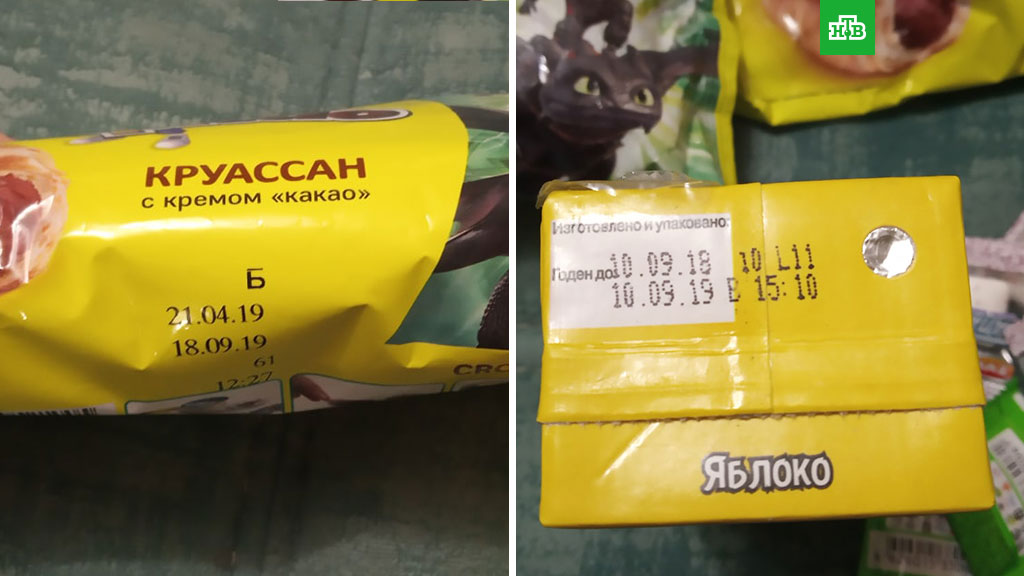 КРУАССАН
с кремом «какао»
Б
21.04.19
18.09.19
61
12:27
CRO
НТВ
Изготовлено и упаковано:
Годен до:
10.09.18 10 L11
10.09.19 В 15:10
ЯБЛОКО